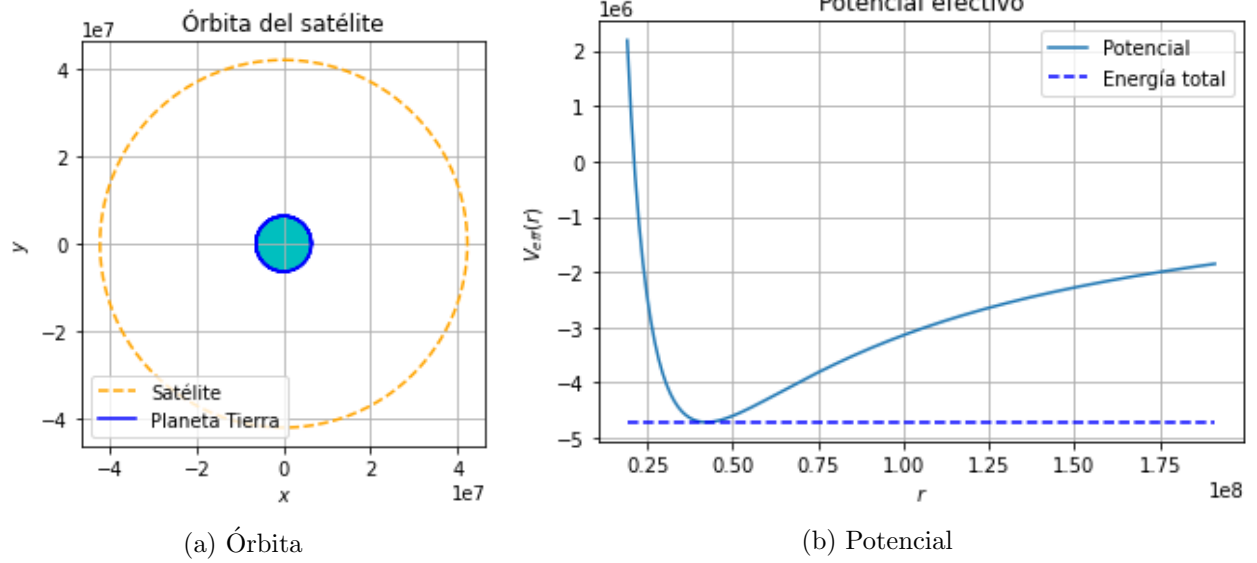 Órbita del satélite
1e7
4
2
0
−2
−4
y
−4
−2
0
2
4
x
1e7
Satélite
Planeta Tierra
(a) Órbita
Potencial efectivo
1e6
2
1
0
−1
−2
−3
−4
−5
V_eff(r)
0.25
0.50
0.75
1.00
1.25
1.50
1.75
r
1e8
Potencial
Energía total
(b) Potencial